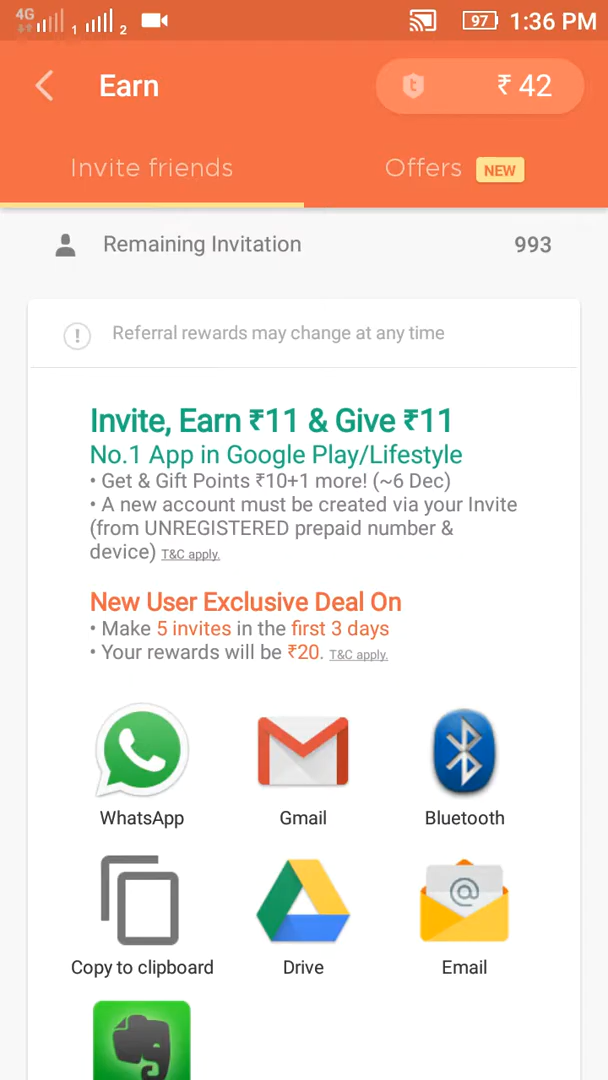 4G 1 2 97 1:36 PM
Earn ₹ 42
Invite friends Offers NEW
Remaining Invitation 993
Referral rewards may change at any time
Invite, Earn ₹11 & Give ₹11
No.1 App in Google Play/Lifestyle
• Get & Gift Points ₹10+1 more! (~6 Dec)
• A new account must be created via your Invite
(from UNREGISTERED prepaid number &
device) T&C apply.
New User Exclusive Deal On
• Make 5 invites in the first 3 days
• Your rewards will be ₹20. T&C apply.
WhatsApp Gmail Bluetooth
Copy to clipboard Drive Email